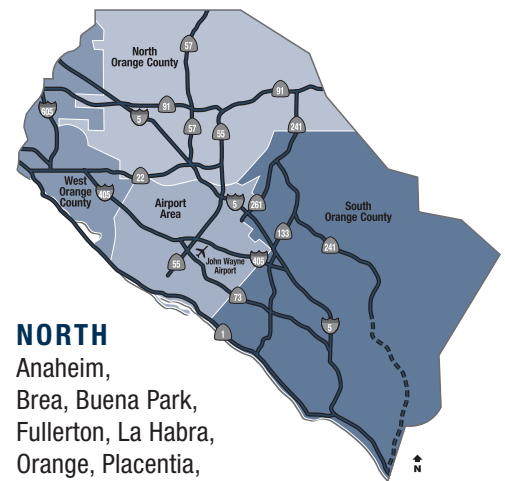 57
North
Orange County
91
91
605
5
57
55
241
22
West
Orange
County
405
Airport
Area
5
261
South
Orange County
133
241
55
John Wayne
Airport
405
73
5
1
NORTH
Anaheim,
Brea, Buena Park,
Fullerton, La Habra,
Orange, Placentia,
N